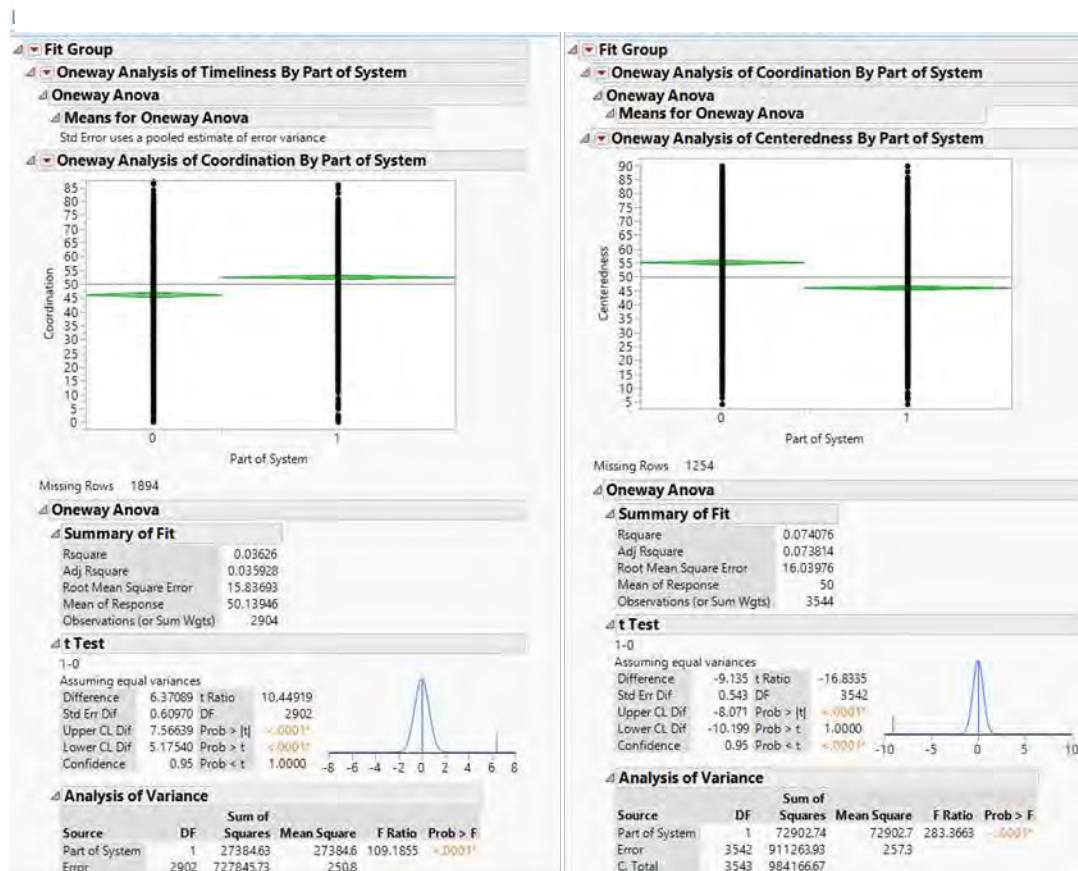 Fit Group
Oneway Analysis of Timeliness By Part of System
Oneway Anova
Means for Oneway Anova
Std Error uses a pooled estimate of error variance
Oneway Analysis of Coordination By Part of System
85
80
75
70
65
60
55
50
45
40
35
30
25
20
15
10
5
0
Coordination
0 1
Part of System
Missing Rows 1894
Oneway Anova
Summary of Fit
Rsquare 0.03626
Adj Rsquare 0.035928
Root Mean Square Error 15.83693
Mean of Response 50.13946
Observations (or Sum Wgts) 2904
t Test
1-0
Assuming equal variances
Difference 6.37089 t Ratio 10.44919
Std Err Dif 0.60970 DF 2902
Upper CL Dif 7.56639 Prob > |t| <.0001*
Lower CL Dif 5.17540 Prob > t <.0001*
Confidence 0.95 Prob < t 1.0000
-8 -6 -4 -2 0 2 4 6 8
Analysis of Variance
Sum of
Source DF Squares Mean Square F Ratio Prob > F
Part of System 1 27384.63 27384.6 109.1855 <.0001*
Error 2902 727845.73 250.8
Fit Group
Oneway Analysis of Coordination By Part of System
Oneway Anova
Means for Oneway Anova
Oneway Analysis of Centeredness By Part of System
90
85
80
75
70
65
60
55
50
45
40
35
30
25
20
15
10
5
Centeredness
0 1
Part of System
Missing Rows 1254
Oneway Anova
Summary of Fit
Rsquare 0.074076
Adj Rsquare 0.073814
Root Mean Square Error 16.03976
Mean of Response 50
Observations (or Sum Wgts) 3544
t Test
1-0
Assuming equal variances
Difference -9.135 t Ratio -16.8335
Std Err Dif 0.543 DF 3542
Upper CL Dif -8.071 Prob > |t| <.0001*
Lower CL Dif -10.199 Prob > t 1.0000
Confidence 0.95 Prob < t <.0001*
-10 -5 0 5 10
Analysis of Variance
Sum of
Source DF Squares Mean Square F Ratio Prob > F
Part of System 1 72902.74 72902.7 283.3663 <.0001*
Error 3542 911263.93 257.3
C. Total 3543 984166.67